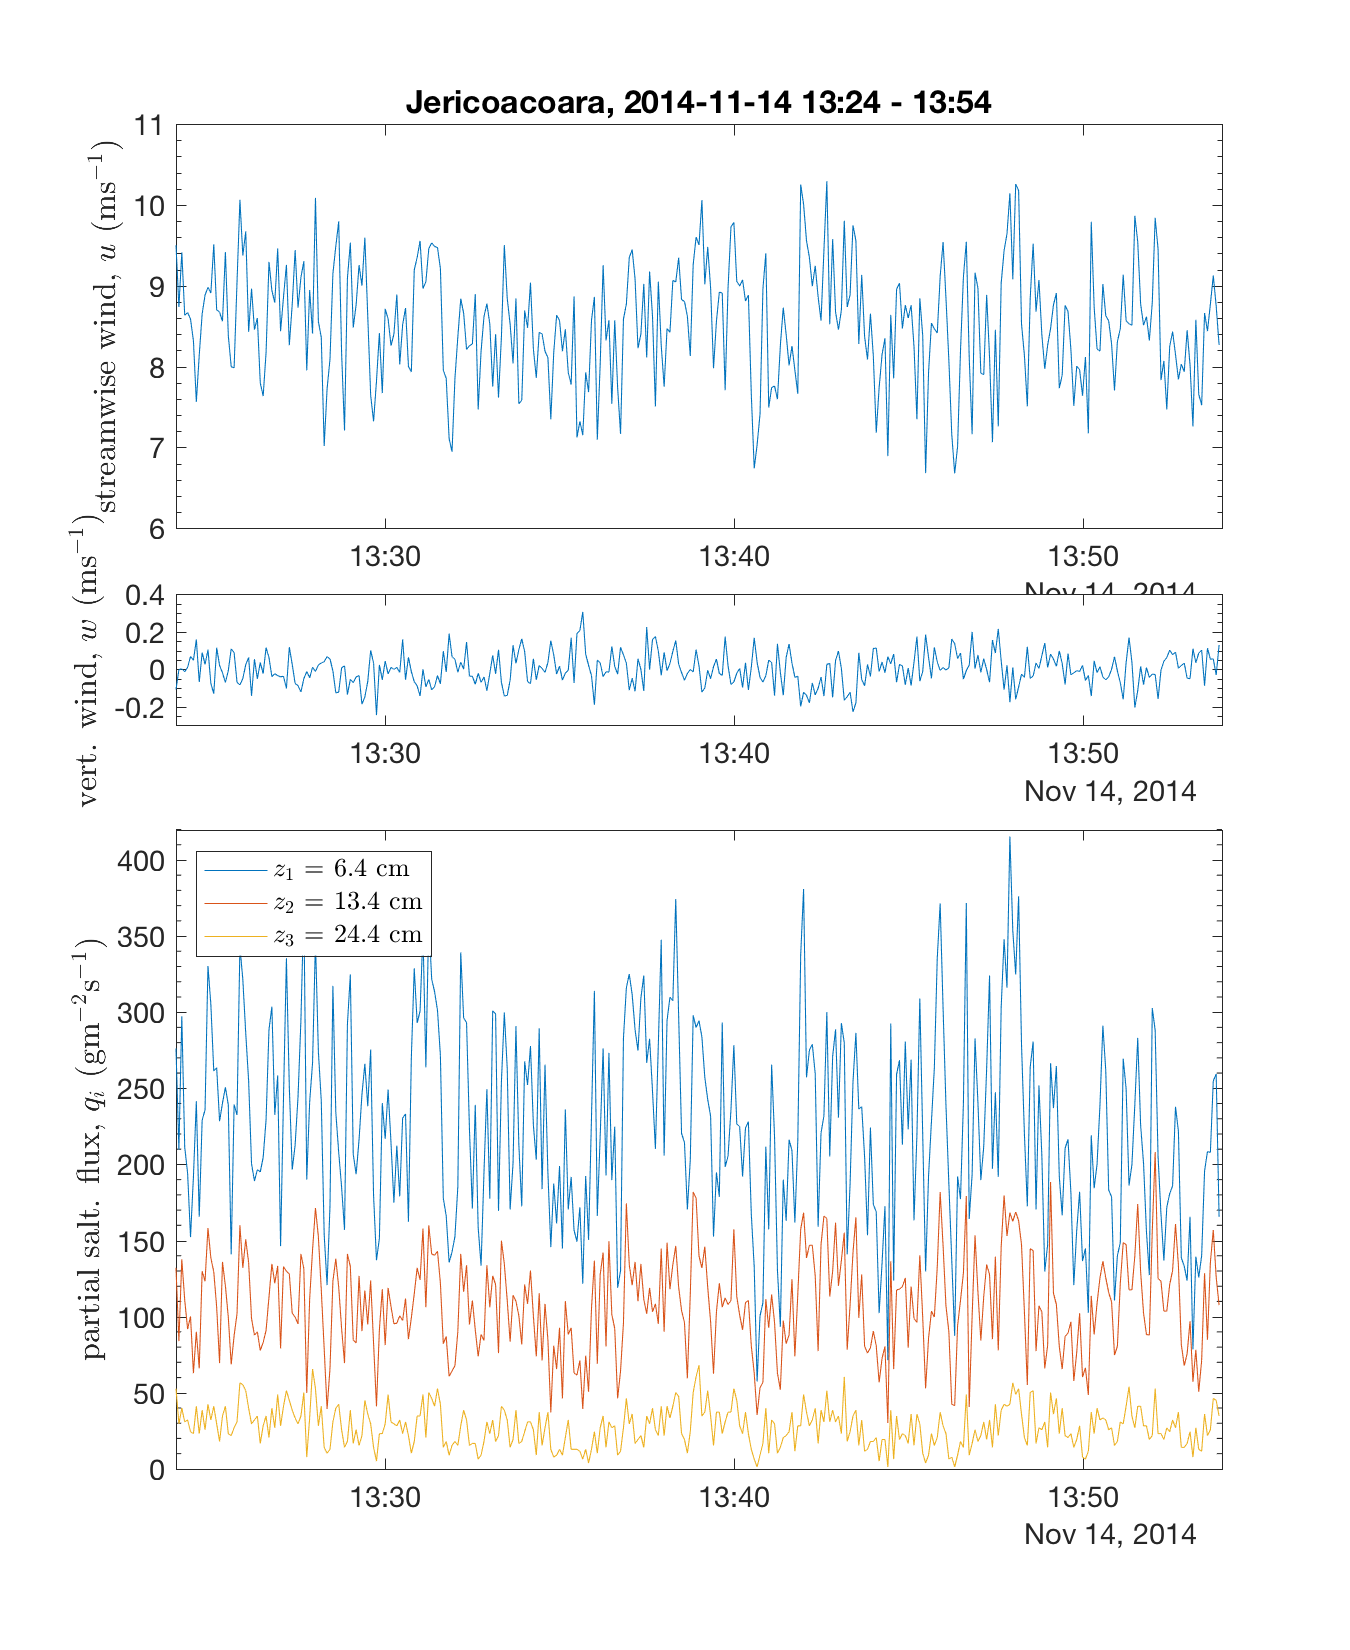 Jericoacoara, 2014-11-14 13:24 - 13:54
streamwise wind, u (ms⁻¹)
11
10
9
8
7
6
13:30 13:40 13:50
Nov 14, 2014
vert. wind, w (ms⁻¹)
0.4
0.2
0
-0.2
13:30 13:40 13:50
Nov 14, 2014
partial salt. flux, qᵢ (gm⁻²s⁻¹)
400
350
300
250
200
150
100
50
0
z₁ = 6.4 cm
z₂ = 13.4 cm
z₃ = 24.4 cm
13:30 13:40 13:50
Nov 14, 2014